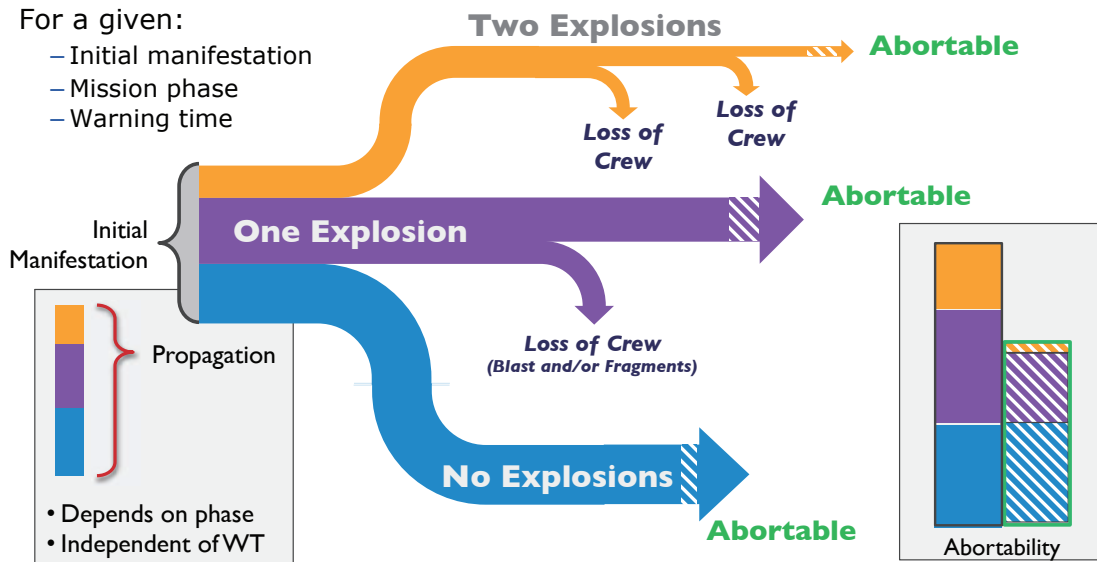 For a given:
– Initial manifestation
– Mission phase
– Warning time
Two Explosions
Abortable
Loss of
Crew
Loss of
Crew
Abortable
One Explosion
Initial
Manifestation
Propagation
Loss of Crew
(Blast and/or Fragments)
No Explosions
Abortable
• Depends on phase
• Independent of WT
Abortability